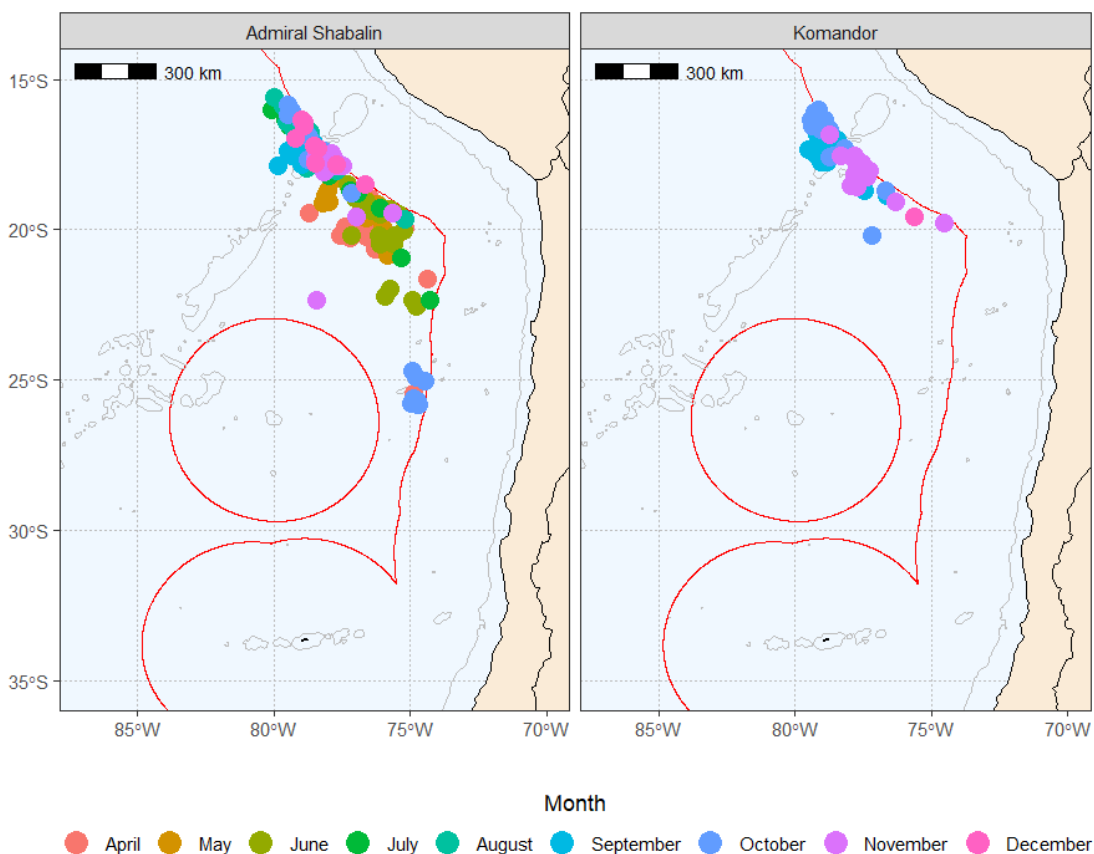 Admiral Shabalin
Komandor
300 km
300 km
15°S
20°S
25°S
30°S
35°S
85°W
80°W
75°W
70°W
85°W
80°W
75°W
70°W
Month
April
May
June
July
August
September
October
November
December